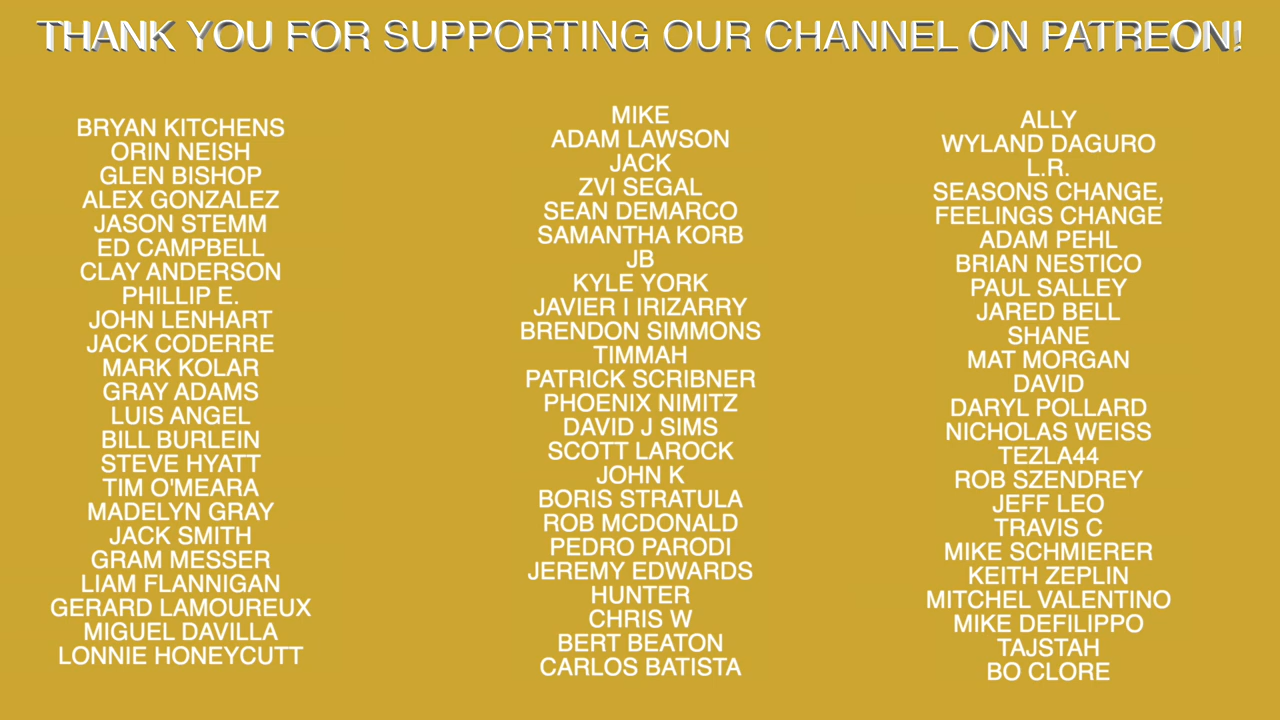 THANK YOU FOR SUPPORTING OUR CHANNEL ON PATREON!
BRYAN KITCHENS
ORIN NEISH
GLEN BISHOP
ALEX GONZALEZ
JASON STEMM
ED CAMPBELL
CLAY ANDERSON
PHILLIP E.
JOHN LENHART
JACK CODERRE
MARK KOLAR
GRAY ADAMS
LUIS ANGEL
BILL BURLEIN
STEVE HYATT
TIM O'MEARA
MADELYN GRAY
JACK SMITH
GRAM MESSER
LIAM FLANNIGAN
GERARD LAMOUREUX
MIGUEL DAVILLA
LONNIE HONEYCUTT
MIKE
ADAM LAWSON
JACK
ZVI SEGAL
SEAN DEMARCO
SAMANTHA KORB
JB
KYLE YORK
JAVIER I IRIZARRY
BRENDON SIMMONS
TIMMAH
PATRICK SCRIBNER
PHOENIX NIMITZ
DAVID J SIMS
SCOTT LAROCK
JOHN K
BORIS STRATULA
ROB MCDONALD
PEDRO PARODI
JEREMY EDWARDS
HUNTER
CHRIS W
BERT BEATON
CARLOS BATISTA
ALLY
WYLAND DAGURO
L.R.
SEASONS CHANGE,
FEELINGS CHANGE
ADAM PEHL
BRIAN NESTICO
PAUL SALLEY
JARED BELL
SHANE
MAT MORGAN
DAVID
DARYL POLLARD
NICHOLAS WEISS
TEZLA44
ROB SZENDREY
JEFF LEO
TRAVIS C
MIKE SCHMIERER
KEITH ZEPLIN
MITCHEL VALENTINO
MIKE DEFILIPPO
TAJSTAH
BO CLORE